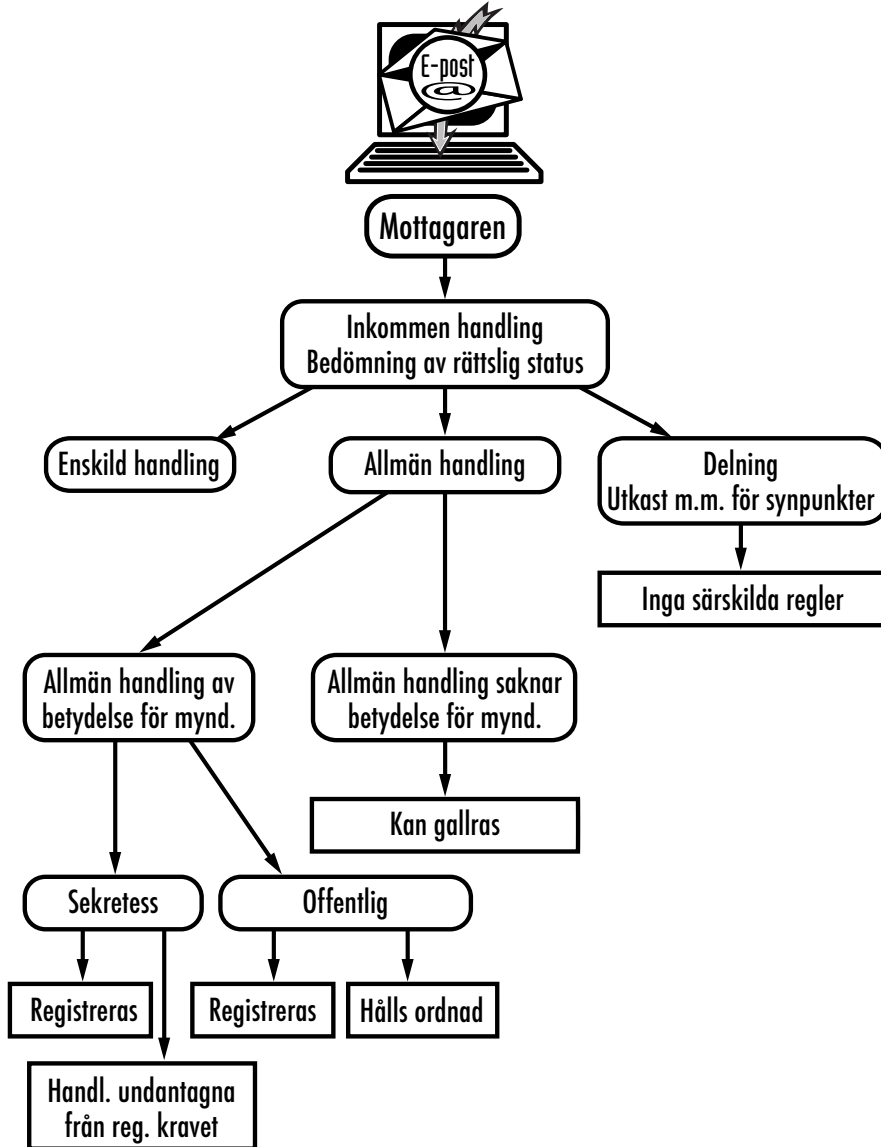 E-post
@
Mottagaren
Inkommen handling
Bedömning av rättslig status
Enskild handling
Allmän handling
Delning
Utkast m.m. för synpunkter
Inga särskilda regler
Allmän handling av
betydelse för mynd.
Allmän handling saknar
betydelse för mynd.
Kan gallras
Sekretess
Offentlig
Registreras
Registreras
Hålls ordnad
Handl. undantagna
från reg. kravet